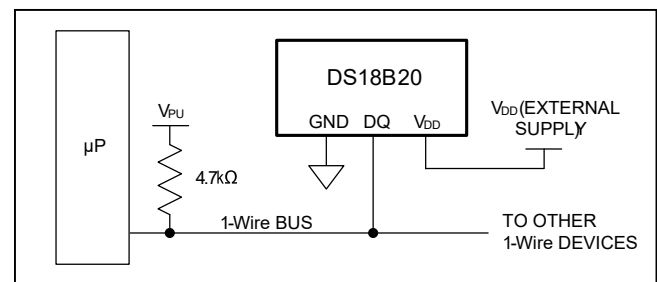 DS18B20
GND DQ VDD
VDD(EXTERNAL
SUPPLY)
VPU
µP
4.7kΩ
1-Wire BUS
TO OTHER
1-Wire DEVICES